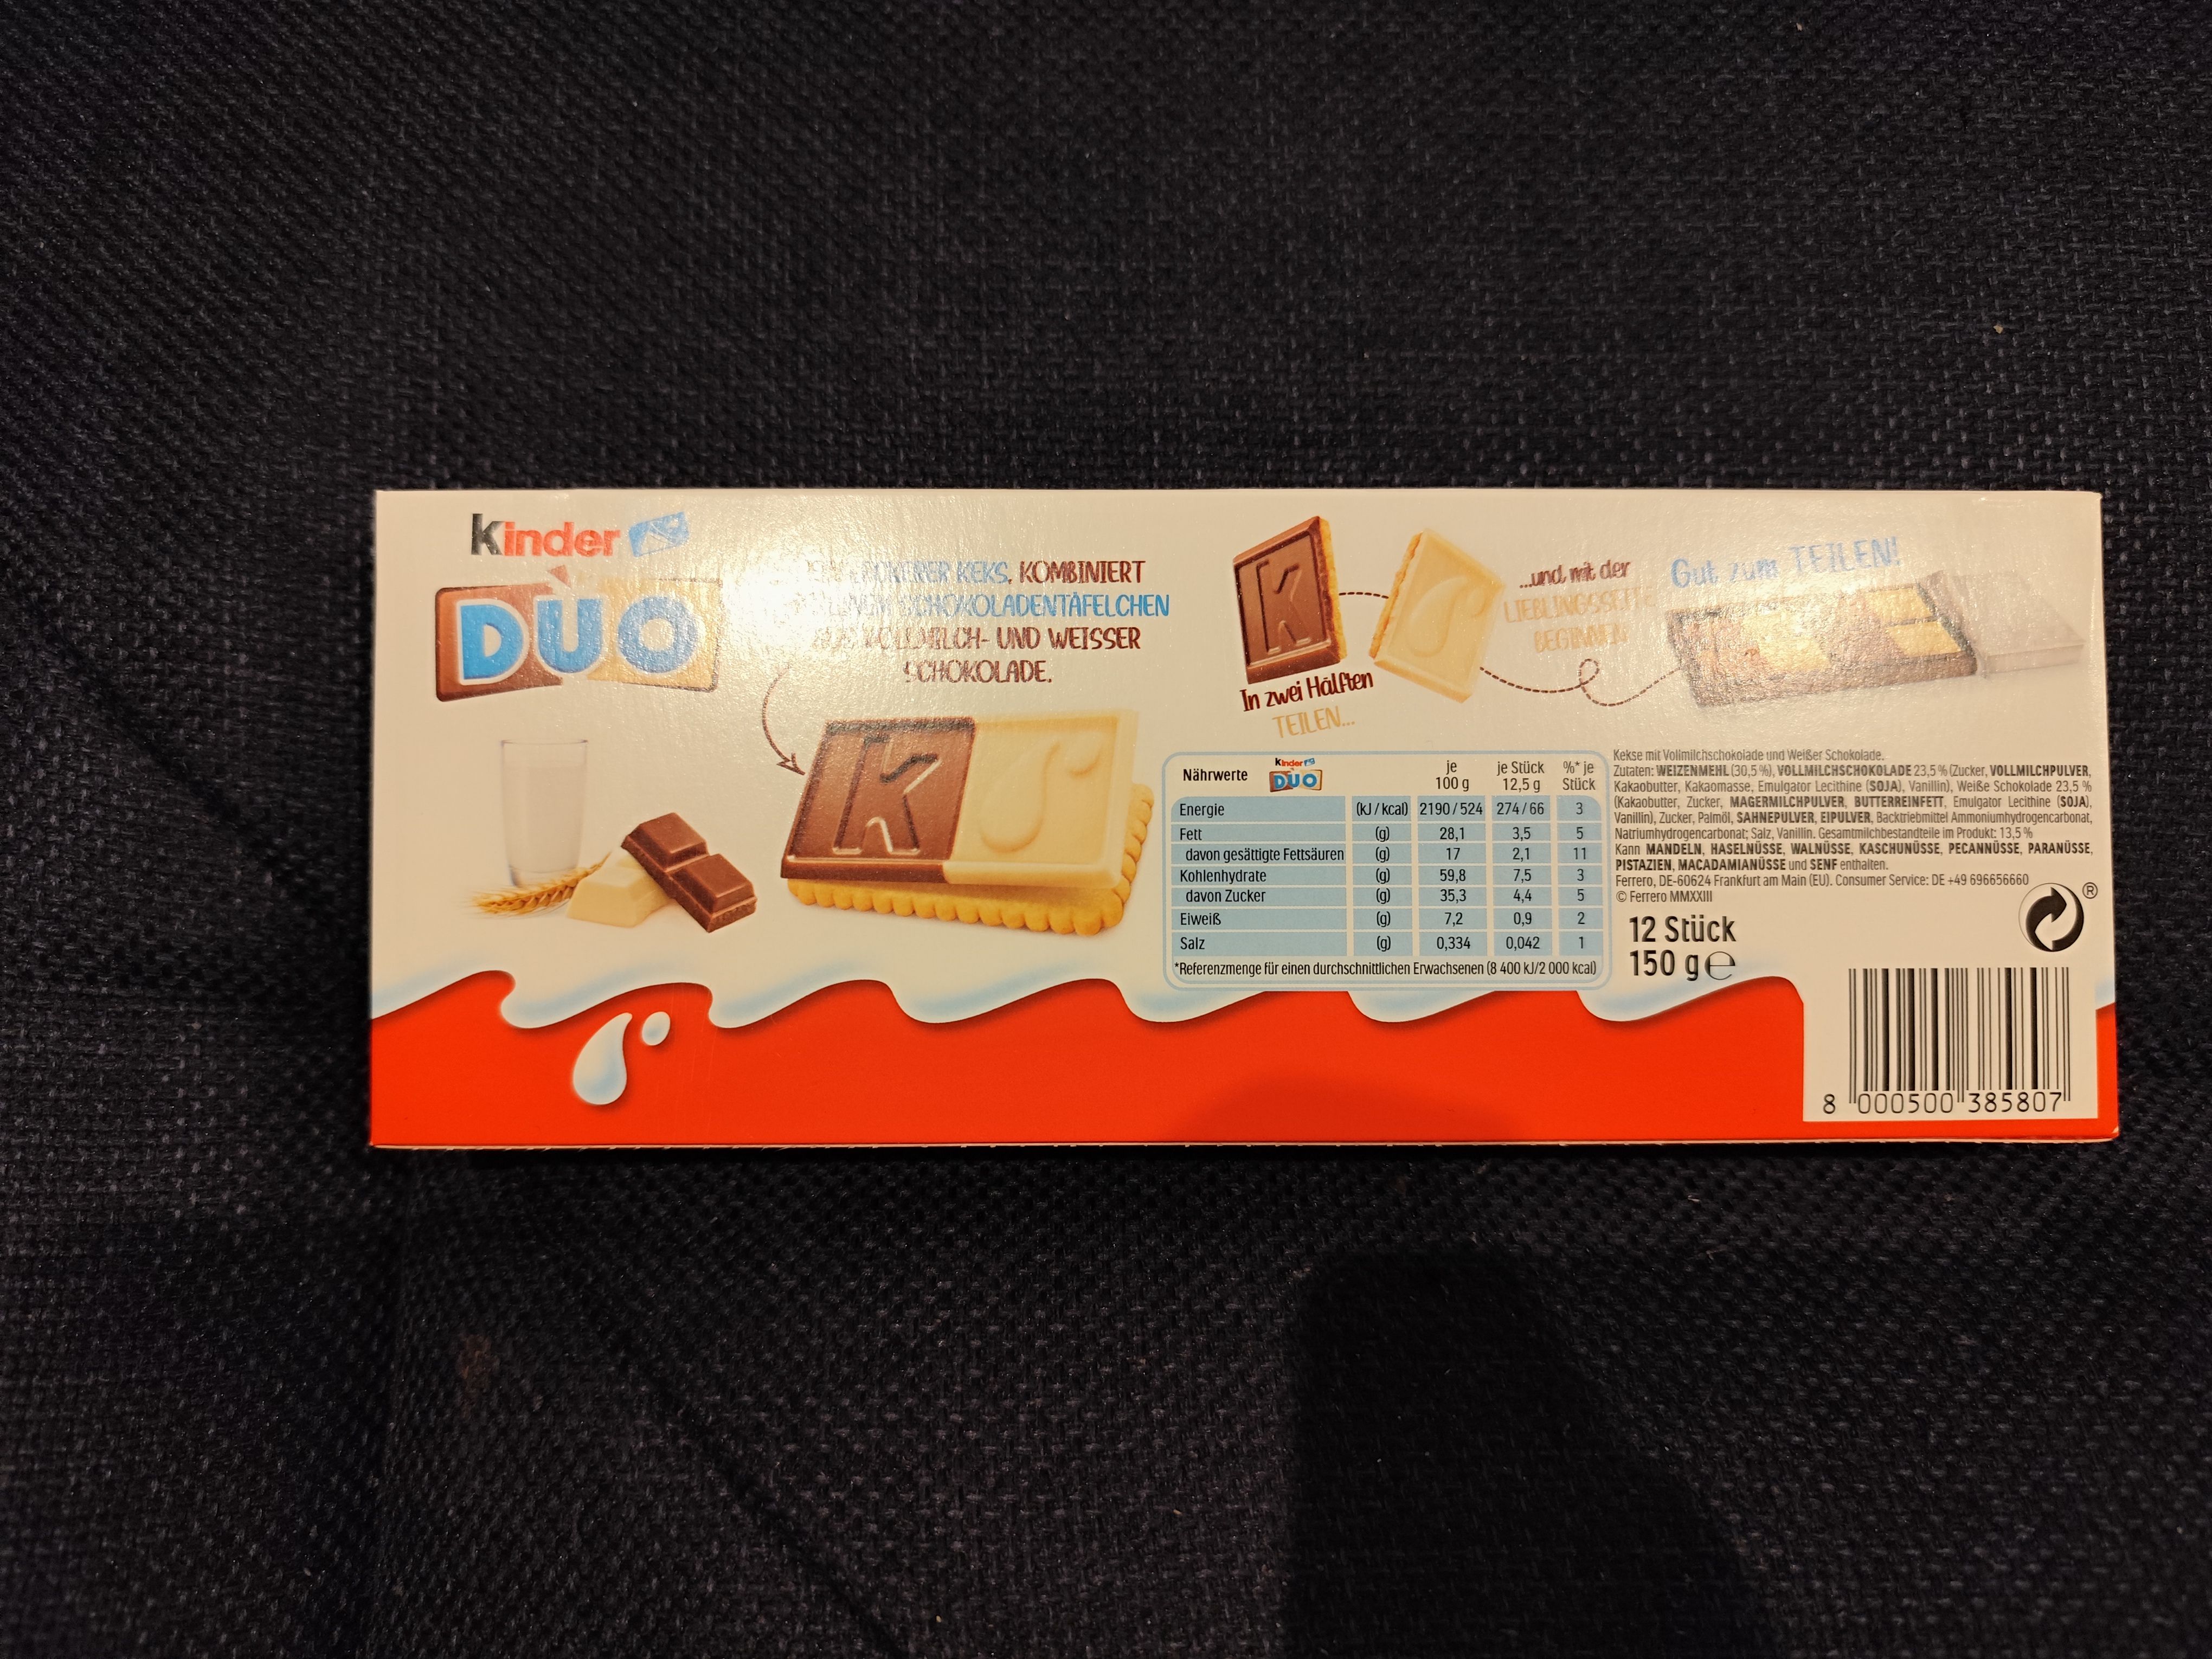 kinder
DUO
KEKS, KOMBINIERT
SCHOKOLADENTÄFELCHEN
VOLLMILCH- UND WEISSER
SCHOKOLADE.
K
K
In zwei Hälften
TEILEN...
...und mit der
LIEBLINGSSEITE
BEGINNEN
Gut zum TEILEN!
Nährwerte kinder DUO je 100 g je Stück 12,5 g %* je Stück
Energie (kJ / kcal) 2190 / 524 274 / 66 3
Fett (g) 28,1 3,5 5
davon gesättigte Fettsäuren (g) 17 2,1 11
Kohlenhydrate (g) 59,8 7,5 3
davon Zucker (g) 35,3 4,4 5
Eiweiß (g) 7,2 0,9 2
Salz (g) 0,334 0,042 1
*Referenzmenge für einen durchschnittlichen Erwachsenen (8 400 kJ/2 000 kcal)
Kekse mit Vollmilchschokolade und Weißer Schokolade.
Zutaten: WEIZENMEHL (30,5 %), VOLLMILCHSCHOKOLADE 23,5 % (Zucker, VOLLMILCHPULVER,
Kakaobutter, Kakaomasse, Emulgator Lecithine (SOJA), Vanillin), Weiße Schokolade 23,5 %
(Kakaobutter, Zucker, MAGERMILCHPULVER, BUTTERREINFETT, Emulgator Lecithine (SOJA),
Vanillin), Zucker, Palmöl, SAHNEPULVER, EIPULVER, Backtriebmittel Ammoniumhydrogencarbonat,
Natriumhydrogencarbonat; Salz, Vanillin. Gesamtmilchbestandteile im Produkt: 13,5 %
Kann MANDELN, HASELNÜSSE, WALNÜSSE, KASCHUNÜSSE, PECANNÜSSE, PARANÜSSE,
PISTAZIEN, MACADAMIANÜSSE und SENF enthalten.
Ferrero, DE-60624 Frankfurt am Main (EU). Consumer Service: DE +49 696656660
© Ferrero MMXXIII
®
12 Stück
150 g ℮
8 000500 385807